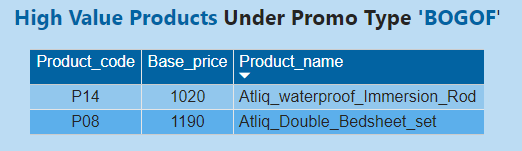 High Value Products Under Promo Type 'BOGOF'
Product_code Base_price Product_name
P14 1020 Atliq_waterproof_Immersion_Rod
P08 1190 Atliq_Double_Bedsheet_set